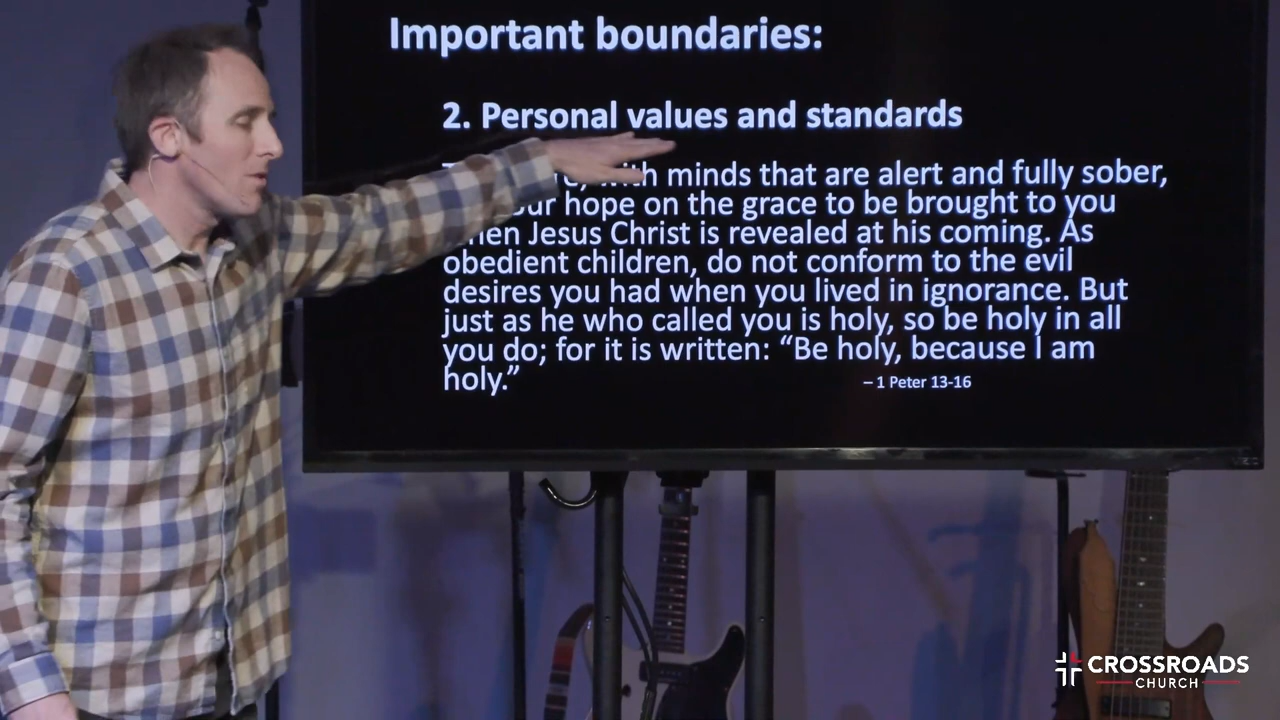 Important boundaries:
2. Personal values and standards
with minds that are alert and fully sober,
hope on the grace to be brought to you
Jesus Christ is revealed at his coming. As
obedient children, do not conform to the evil
desires you had when you lived in ignorance. But
just as he who called you is holy, so be holy in all
you do; for it is written: “Be holy, because I am
holy.”
– 1 Peter 13-16
CROSSROADS
CHURCH